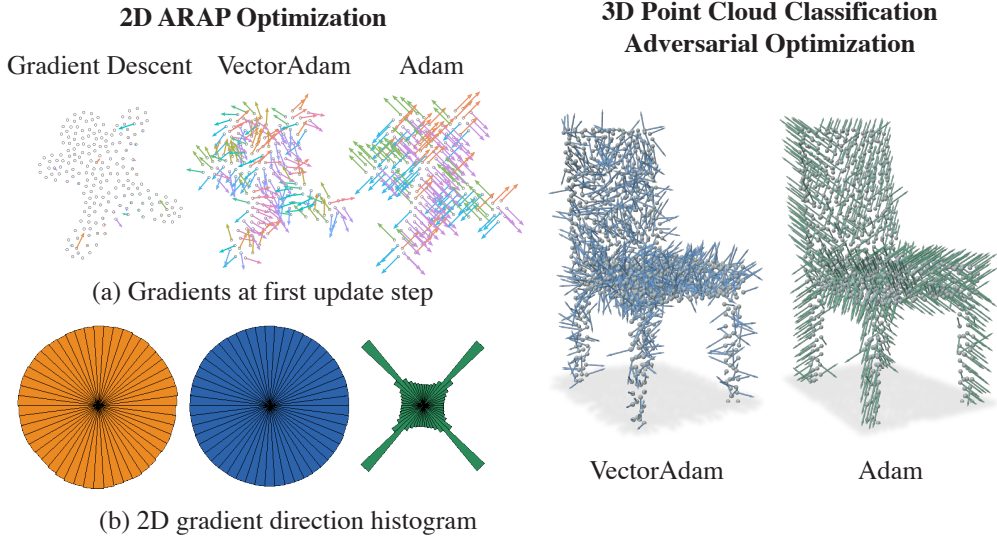 2D ARAP Optimization
Gradient Descent
VectorAdam
Adam
(a) Gradients at first update step
(b) 2D gradient direction histogram
3D Point Cloud Classification
Adversarial Optimization
VectorAdam
Adam